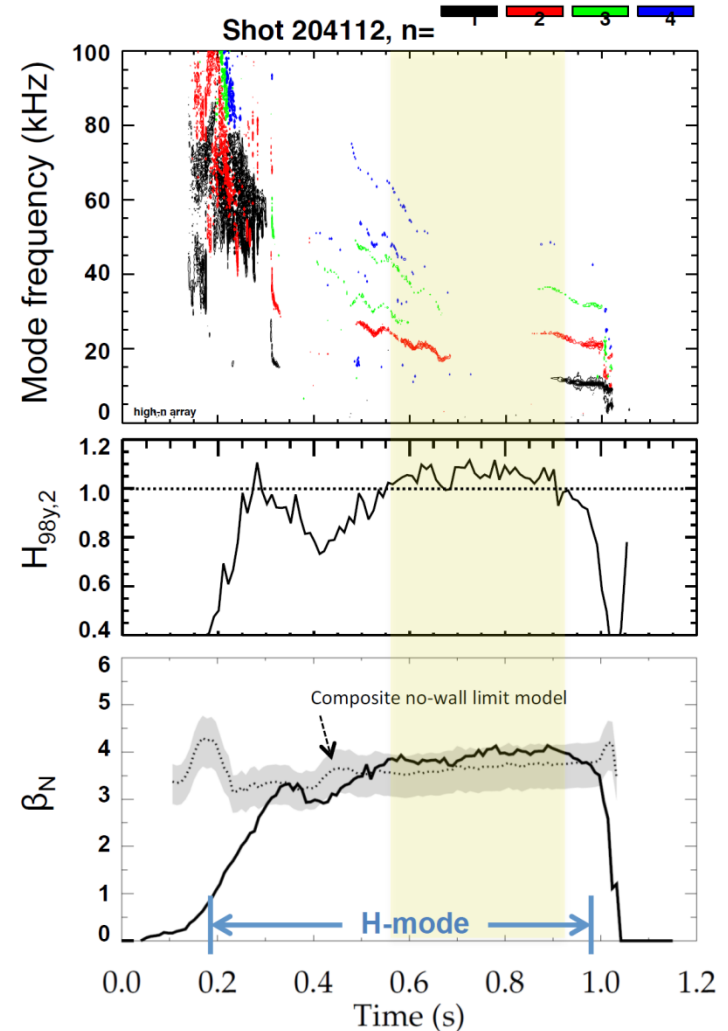 Shot 204112, n=
1 2 3 4
Mode frequency (kHz)
100
80
60
40
20
0
high-n array
H98y,2
1.2
1.0
0.8
0.6
0.4
βN
6
5
4
3
2
1
0
Composite no-wall limit model
H-mode
0.0 0.2 0.4 0.6 0.8 1.0 1.2
Time (s)